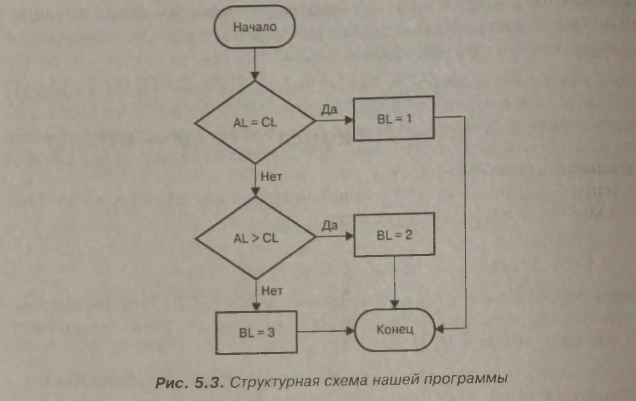 Начало
AL = CL
Да
BL = 1
Нет
AL > CL
Да
BL = 2
Нет
BL = 3
Конец
Рис. 5.3. Структурная схема нашей программы